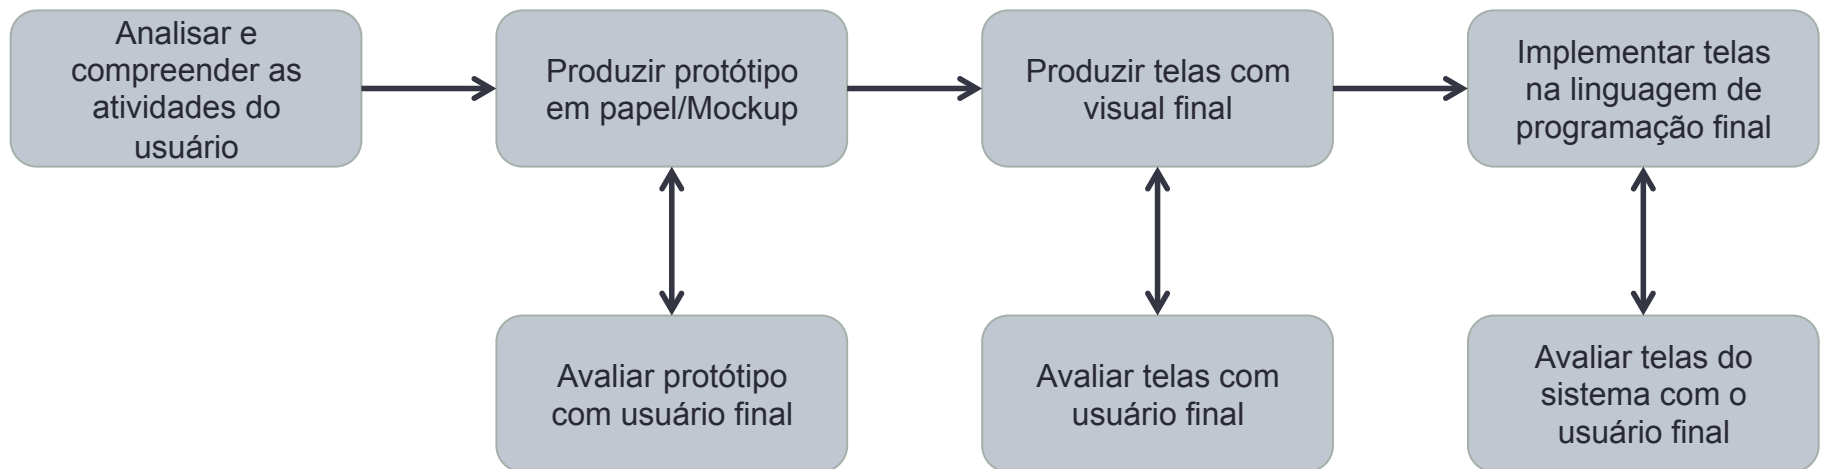 Analisar e
compreender as
atividades do
usuário
Produzir protótipo
em papel/Mockup
Produzir telas com
visual final
Implementar telas
na linguagem de
programação final
Avaliar protótipo
com usuário final
Avaliar telas com
usuário final
Avaliar telas do
sistema com o
usuário final